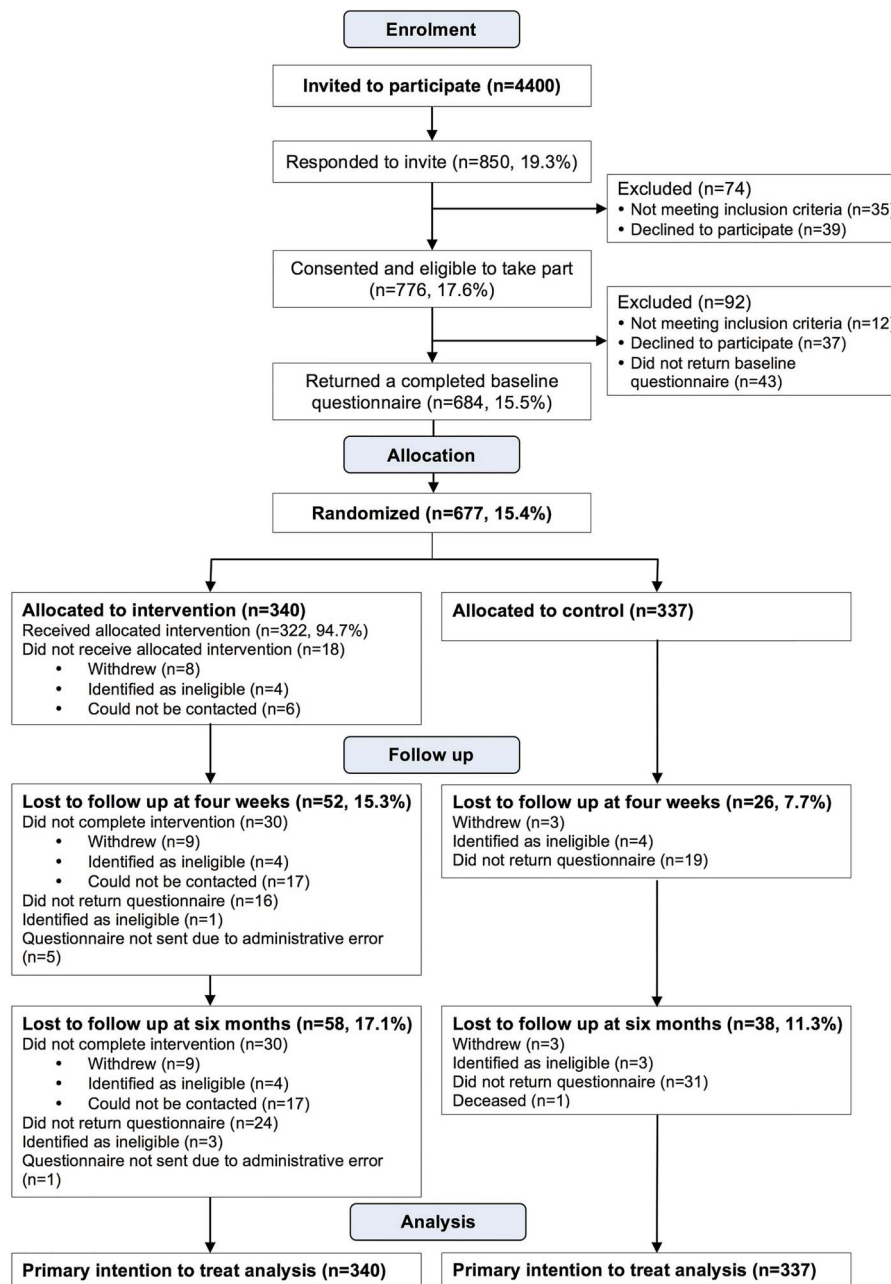 Enrolment
Invited to participate (n=4400)
Responded to invite (n=850, 19.3%)
Excluded (n=74)
• Not meeting inclusion criteria (n=35)
• Declined to participate (n=39)
Consented and eligible to take part
(n=776, 17.6%)
Excluded (n=92)
• Not meeting inclusion criteria (n=12)
• Declined to participate (n=37)
• Did not return baseline
questionnaire (n=43)
Returned a completed baseline
questionnaire (n=684, 15.5%)
Allocation
Randomized (n=677, 15.4%)
Allocated to intervention (n=340)
Received allocated intervention (n=322, 94.7%)
Did not receive allocated intervention (n=18)
• Withdrew (n=8)
• Identified as ineligible (n=4)
• Could not be contacted (n=6)
Allocated to control (n=337)
Follow up
Lost to follow up at four weeks (n=52, 15.3%)
Did not complete intervention (n=30)
• Withdrew (n=9)
• Identified as ineligible (n=4)
• Could not be contacted (n=17)
Did not return questionnaire (n=16)
Identified as ineligible (n=1)
Questionnaire not sent due to administrative error
(n=5)
Lost to follow up at four weeks (n=26, 7.7%)
Withdrew (n=3)
Identified as ineligible (n=4)
Did not return questionnaire (n=19)
Lost to follow up at six months (n=58, 17.1%)
Did not complete intervention (n=30)
• Withdrew (n=9)
• Identified as ineligible (n=4)
• Could not be contacted (n=17)
Did not return questionnaire (n=24)
Identified as ineligible (n=3)
Questionnaire not sent due to administrative error
(n=1)
Lost to follow up at six months (n=38, 11.3%)
Withdrew (n=3)
Identified as ineligible (n=3)
Did not return questionnaire (n=31)
Deceased (n=1)
Analysis
Primary intention to treat analysis (n=340)
Primary intention to treat analysis (n=337)